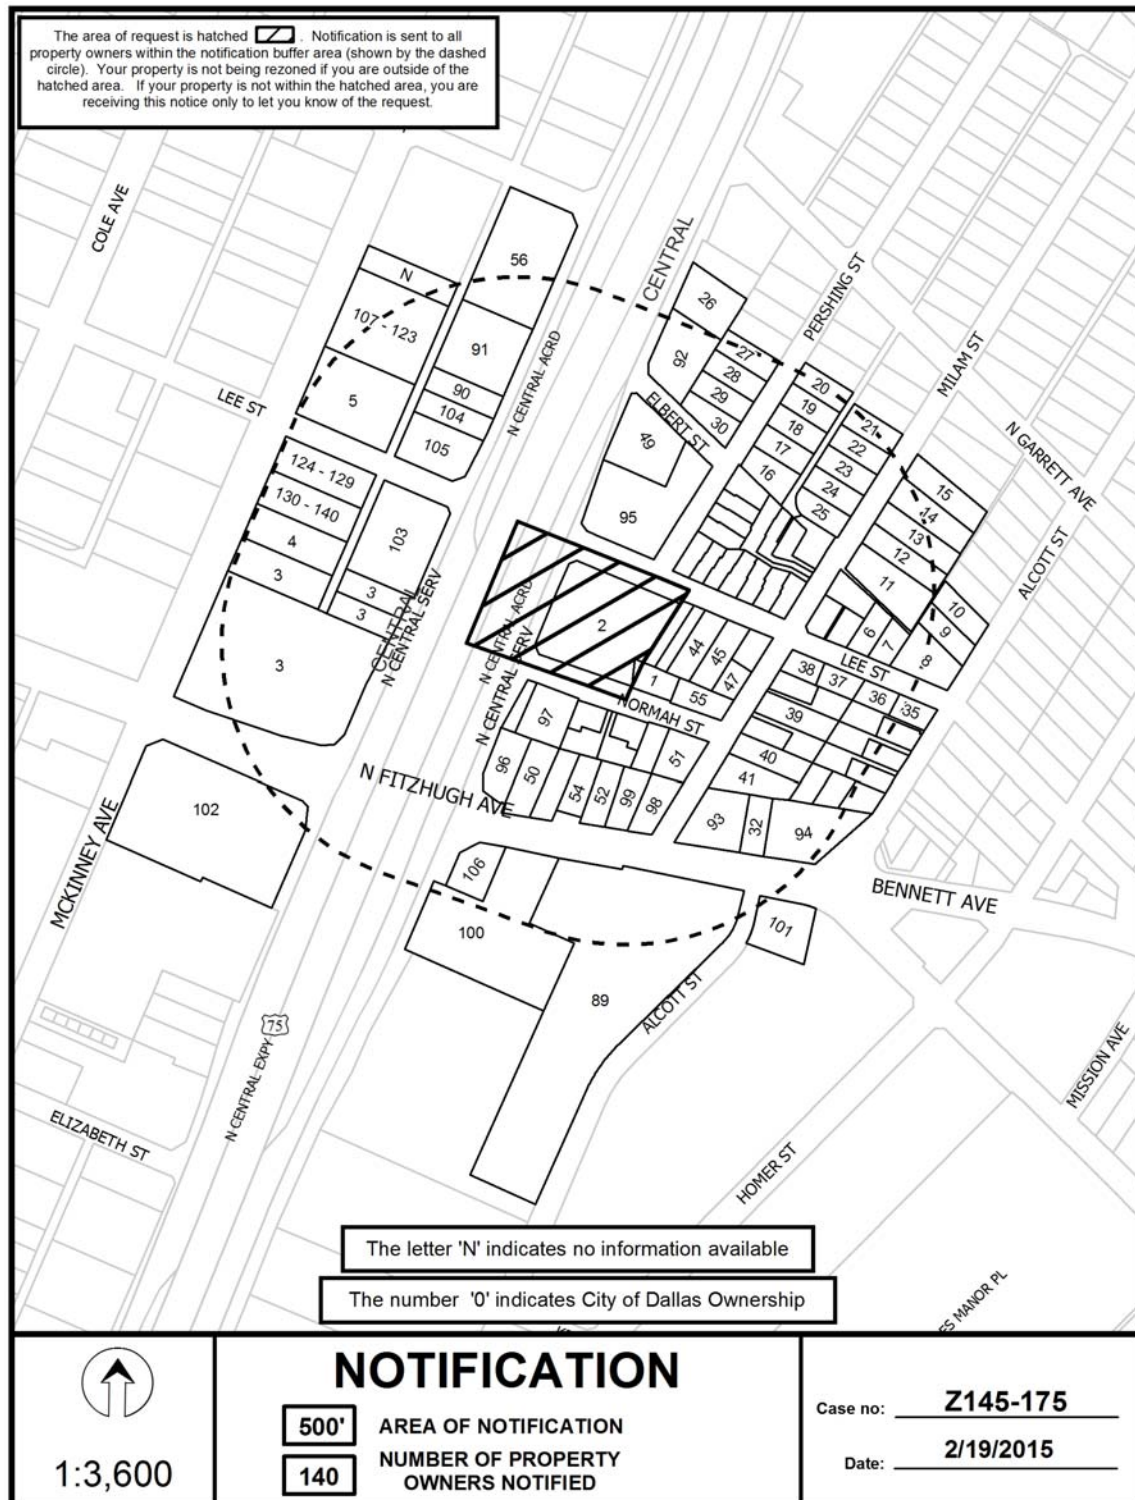 The area of request is hatched . Notification is sent to all
property owners within the notification buffer area (shown by the dashed
circle). Your property is not being rezoned if you are outside of the
hatched area. If your property is not within the hatched area, you are
receiving this notice only to let you know of the request.
COLE AVE
56
CENTRAL
N
26
PERSHING ST
107 - 123
91
92
27
28
29
30
N CENTRAL ACRD
MILAM ST
5
90
104
105
LEE ST
ELBERT ST
20
19
18
17
16
21
22
23
24
25
N GARRETT AVE
49
95
124 - 129
130 - 140
4
3
103
3
3
15
14
13
12
11
10
9
8
ALCOTT ST
CENTRAL
N CENTRAL SERV
3
N CENTRAL ACRD
N CENTRAL SERV
2
44
45
47
1
55
6
7
LEE ST
38
37
36
35
NORMAH ST
39
40
41
97
96
50
54
52
99
98
51
N FITZHUGH AVE
93
32
94
102
MCKINNEY AVE
106
100
101
BENNETT AVE
89
ALCOTT ST
75
N CENTRAL EXPY
MISSION AVE
ELIZABETH ST
HOMER ST
ES MANOR PL
The letter 'N' indicates no information available
The number '0' indicates City of Dallas Ownership
1:3,600
NOTIFICATION
500' AREA OF NOTIFICATION
140 NUMBER OF PROPERTY
OWNERS NOTIFIED
Case no: Z145-175
Date: 2/19/2015